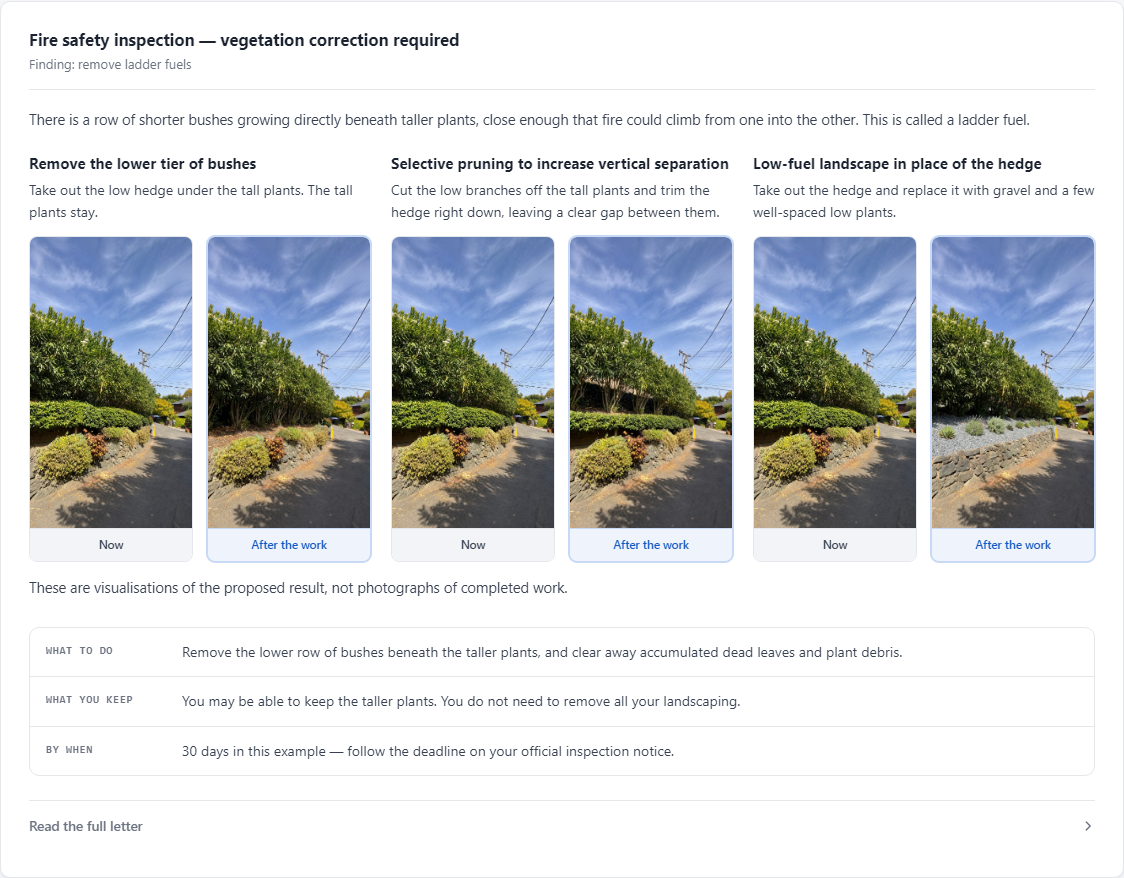 Fire safety inspection — vegetation correction required
Finding: remove ladder fuels
There is a row of shorter bushes growing directly beneath taller plants, close enough that fire could climb from one into the other. This is called a ladder fuel.
Remove the lower tier of bushes
Take out the low hedge under the tall plants. The tall
plants stay.
Now
After the work
Selective pruning to increase vertical separation
Cut the low branches off the tall plants and trim the
hedge right down, leaving a clear gap between them.
Now
After the work
Low-fuel landscape in place of the hedge
Take out the hedge and replace it with gravel and a few
well-spaced low plants.
Now
After the work
These are visualisations of the proposed result, not photographs of completed work.
WHAT TO DO
Remove the lower row of bushes beneath the taller plants, and clear away accumulated dead leaves and plant debris.
WHAT YOU KEEP
You may be able to keep the taller plants. You do not need to remove all your landscaping.
BY WHEN
30 days in this example — follow the deadline on your official inspection notice.
Read the full letter